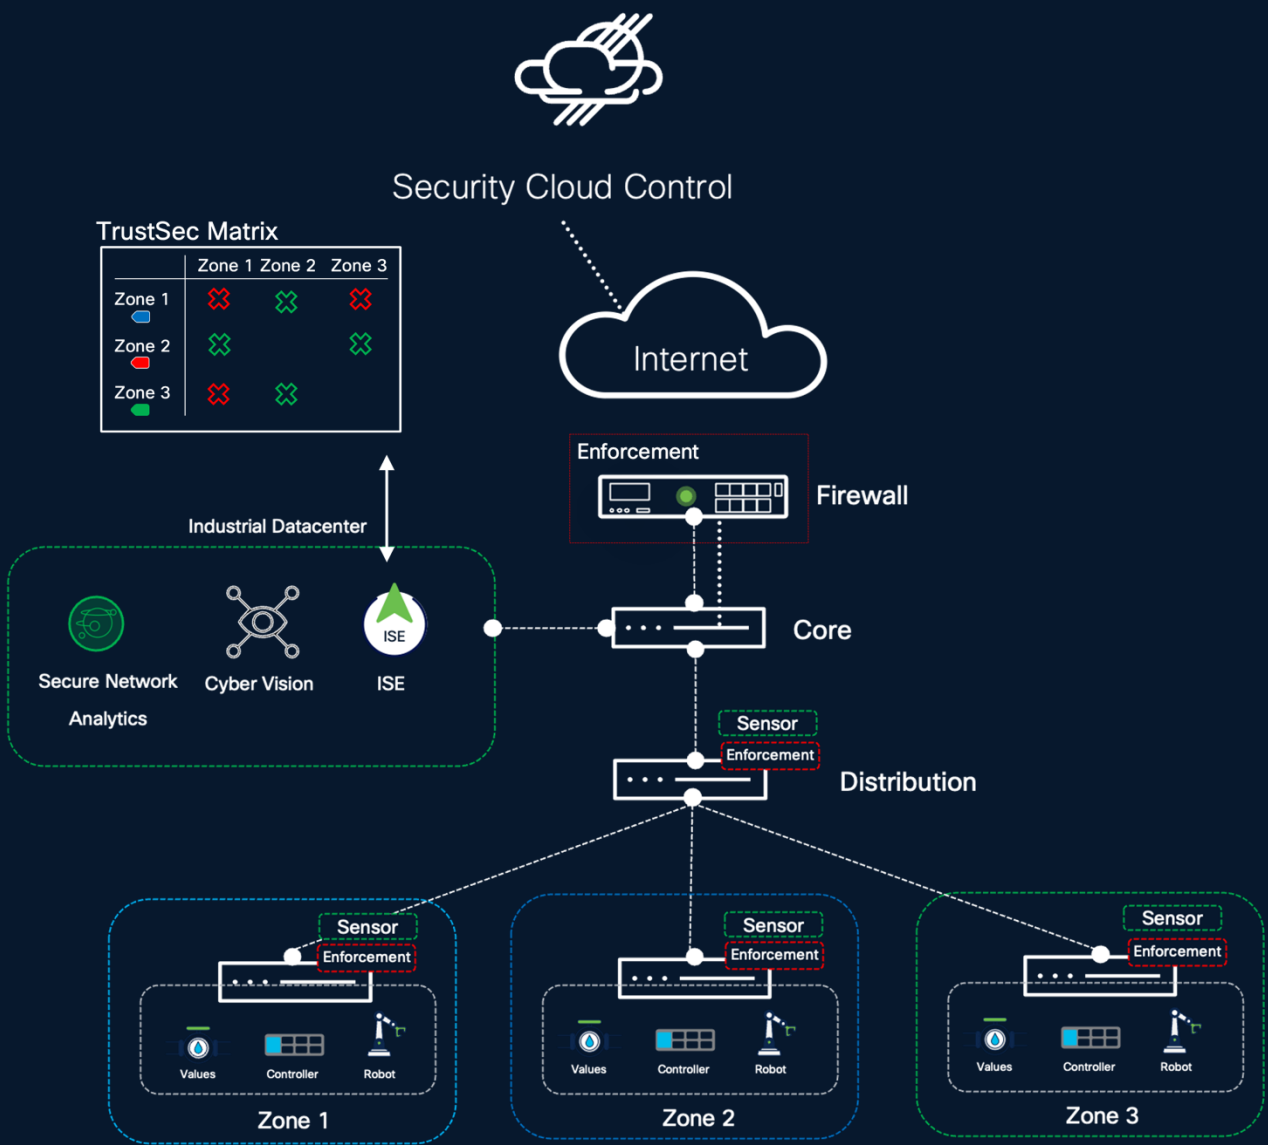 Security Cloud Control
TrustSec Matrix
Zone 1 Zone 2 Zone 3
Zone 1
Zone 2
Zone 3
Internet
Enforcement
Firewall
Industrial Datacenter
ISE
Secure Network
Analytics
Cyber Vision
ISE
Core
Sensor
Enforcement
Distribution
Sensor
Enforcement
Values
Controller
Robot
Zone 1
Sensor
Enforcement
Values
Controller
Robot
Zone 2
Sensor
Enforcement
Values
Controller
Robot
Zone 3